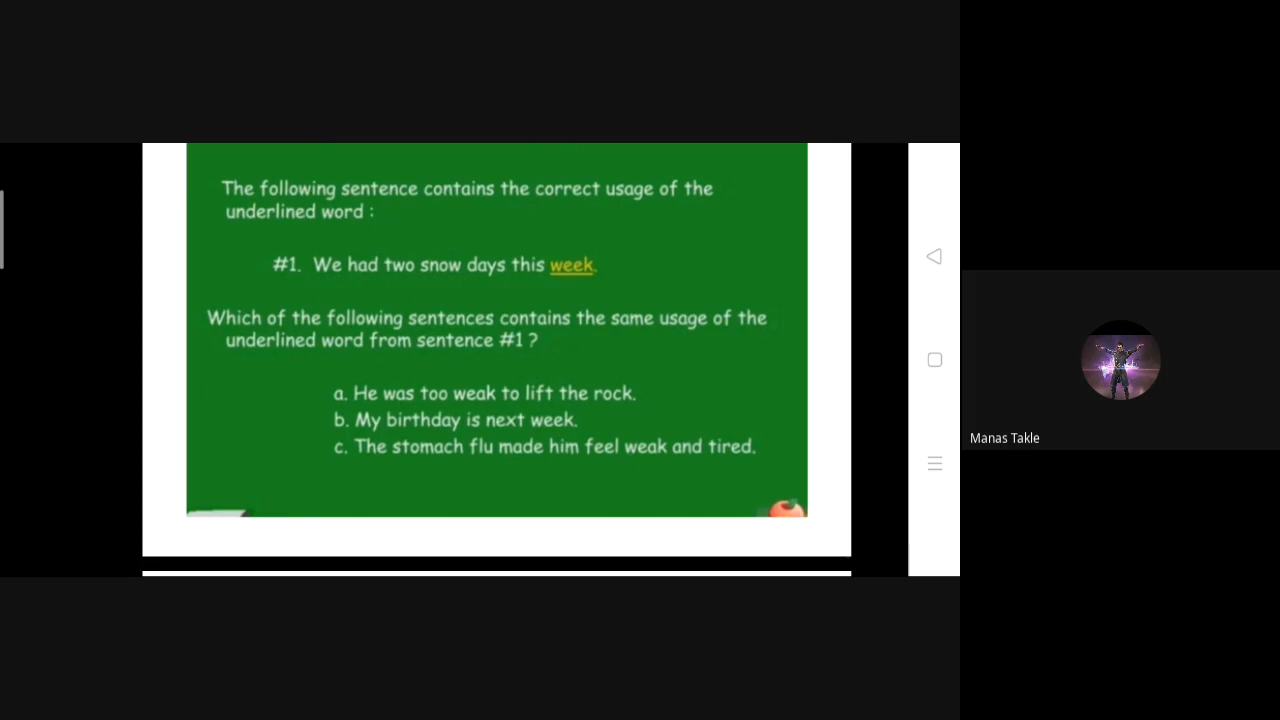 The following sentence contains the correct usage of the
underlined word :
#1. We had two snow days this week.
Which of the following sentences contains the same usage of the
underlined word from sentence #1 ?
a. He was too weak to lift the rock.
b. My birthday is next week.
c. The stomach flu made him feel weak and tired.
Manas Takle